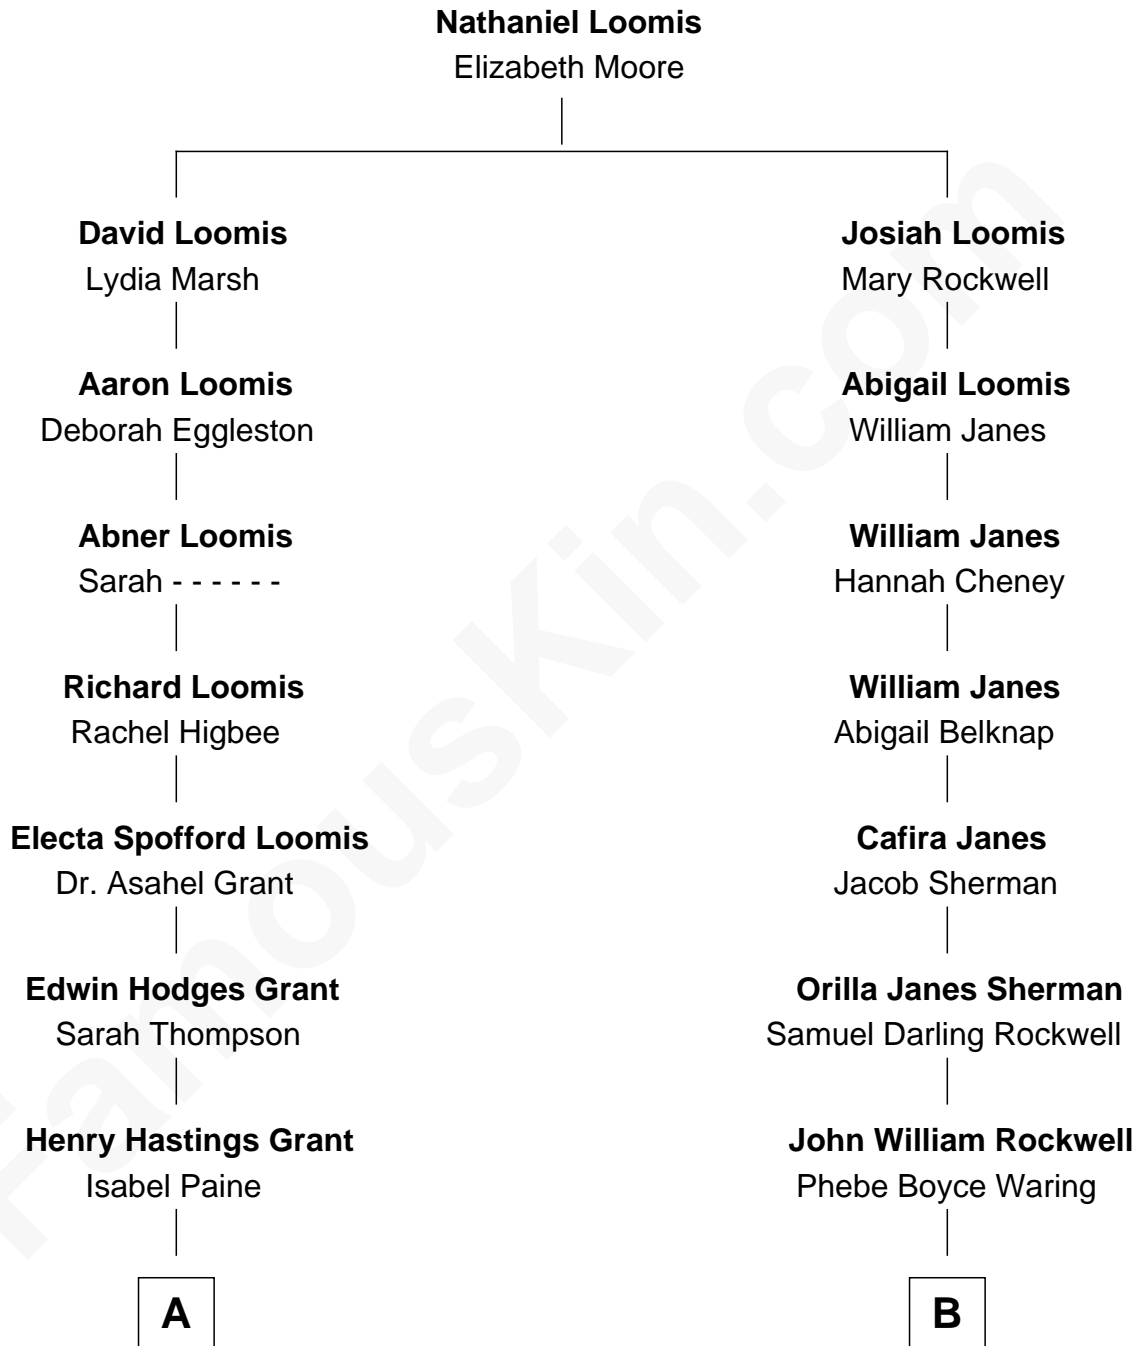 Nathaniel Loomis
Elizabeth Moore
David Loomis
Lydia Marsh
Josiah Loomis
Mary Rockwell
Aaron Loomis
Deborah Eggleston
Abigail Loomis
William Janes
Abner Loomis
Sarah - - - - - -
William Janes
Hannah Cheney
Richard Loomis
Rachel Higbee
William Janes
Abigail Belknap
Electa Spofford Loomis
Dr. Asahel Grant
Cafira Janes
Jacob Sherman
Edwin Hodges Grant
Sarah Thompson
Orilla Janes Sherman
Samuel Darling Rockwell
Henry Hastings Grant
Isabel Paine
John William Rockwell
Phebe Boyce Waring
A
B
FamousKin.com